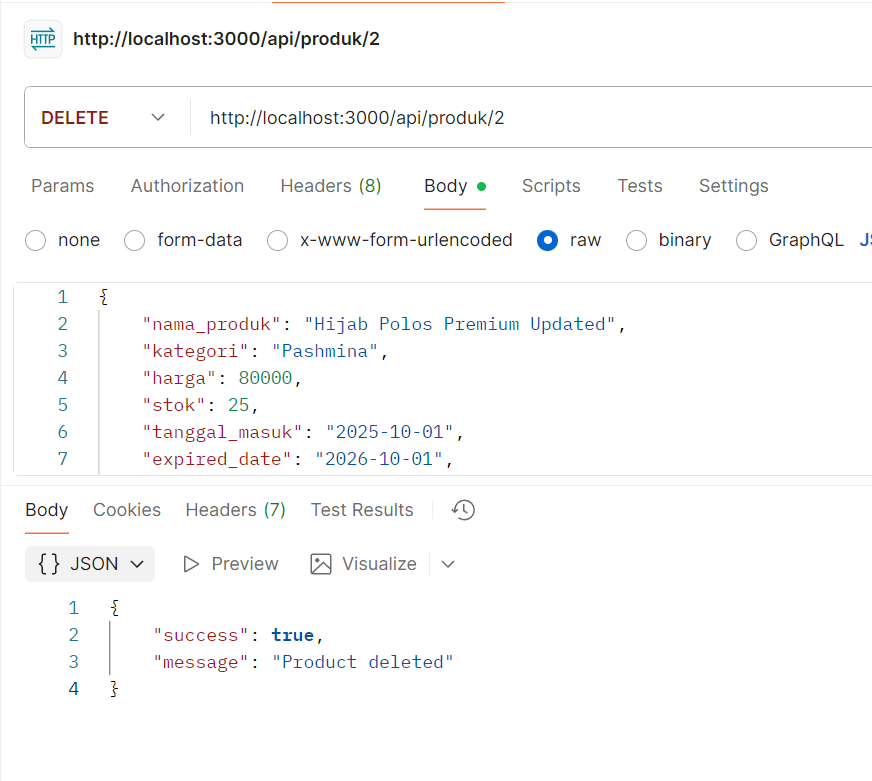 HTTP http://localhost:3000/api/produk/2
DELETE http://localhost:3000/api/produk/2
Params Authorization Headers (8) Body Scripts Tests Settings
none form-data x-www-form-urlencoded raw binary GraphQL
1 {
2 "nama_produk": "Hijab Polos Premium Updated",
3 "kategori": "Pashmina",
4 "harga": 80000,
5 "stok": 25,
6 "tanggal_masuk": "2025-10-01",
7 "expired_date": "2026-10-01",
Body Cookies Headers (7) Test Results
{} JSON Preview Visualize
1 {
2 "success": true,
3 "message": "Product deleted"
4 }